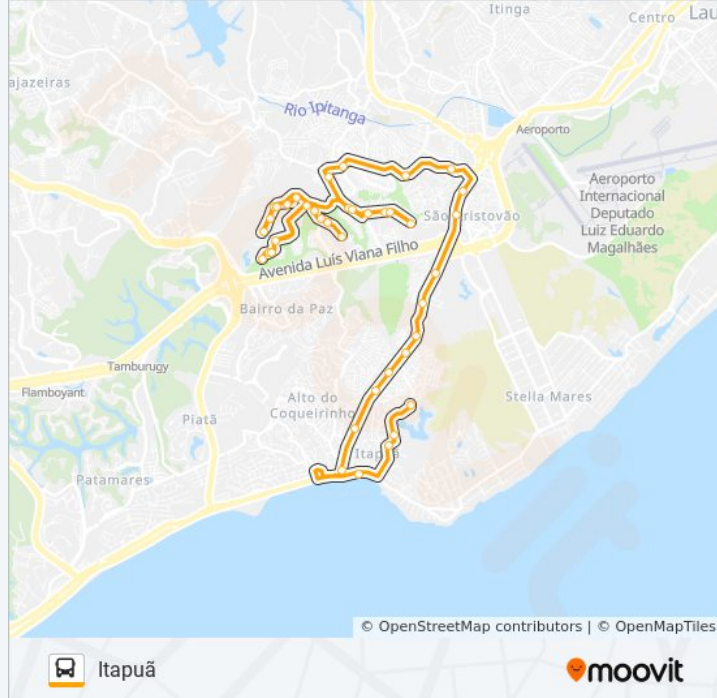 Itinga
Centro
Lau
ajazeiras
Rio Ipitanga
Aeroporto
Aeroporto
Internacional
Deputado
Luiz Eduardo
Magalhães
São Cristovão
Avenida Luís Viana Filho
Bairro da Paz
Tamburugy
Flamboyant
Alto do
Coqueirinho
Stella Mares
Piatã
Itapuã
Patamares
© OpenStreetMap contributors | © OpenMapTiles
Itapuã
moovit